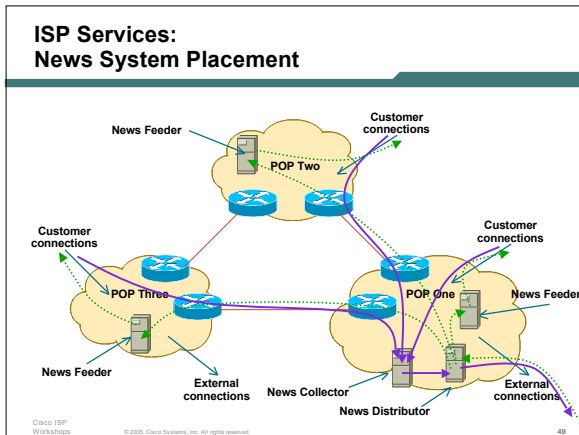 ISP Services:
News System Placement
Customer
connections
News Feeder
POP Two
Customer
connections
Customer
connections
POP Three
POP One
News Feeder
News Feeder
External
connections
News Collector
External
connections
News Distributor
Cisco ISP
Workshops
© 2005, Cisco Systems, Inc. All rights reserved.
49